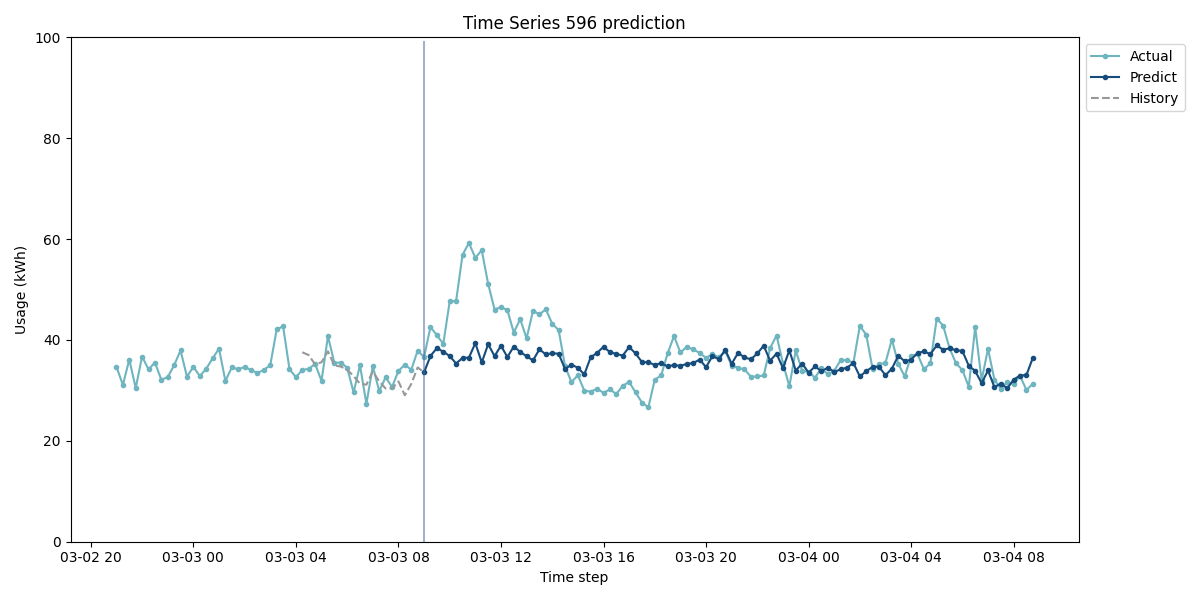 Time Series 596 prediction
Actual
Predict
History
Usage (kWh)
100
80
60
40
20
0
03-02 20
03-03 00
03-03 04
03-03 08
03-03 12
03-03 16
03-03 20
03-04 00
03-04 04
03-04 08
Time step